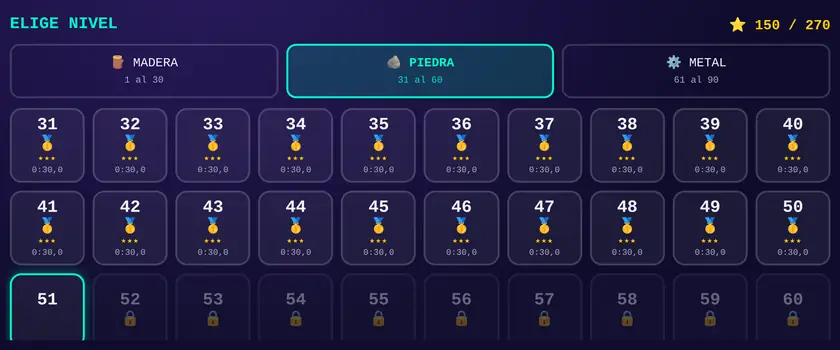 ELIGE NIVEL
⭐ 150 / 270
MADERA
1 al 30
PIEDRA
31 al 60
METAL
61 al 90
31 32 33 34 35 36 37 38 39 40
★★★ ★★★ ★★★ ★★★ ★★★ ★★★ ★★★ ★★★ ★★★ ★★★
0:30,0 0:30,0 0:30,0 0:30,0 0:30,0 0:30,0 0:30,0 0:30,0 0:30,0 0:30,0
41 42 43 44 45 46 47 48 49 50
★★★ ★★★ ★★★ ★★★ ★★★ ★★★ ★★★ ★★★ ★★★ ★★★
0:30,0 0:30,0 0:30,0 0:30,0 0:30,0 0:30,0 0:30,0 0:30,0 0:30,0 0:30,0
51 52 53 54 55 56 57 58 59 60